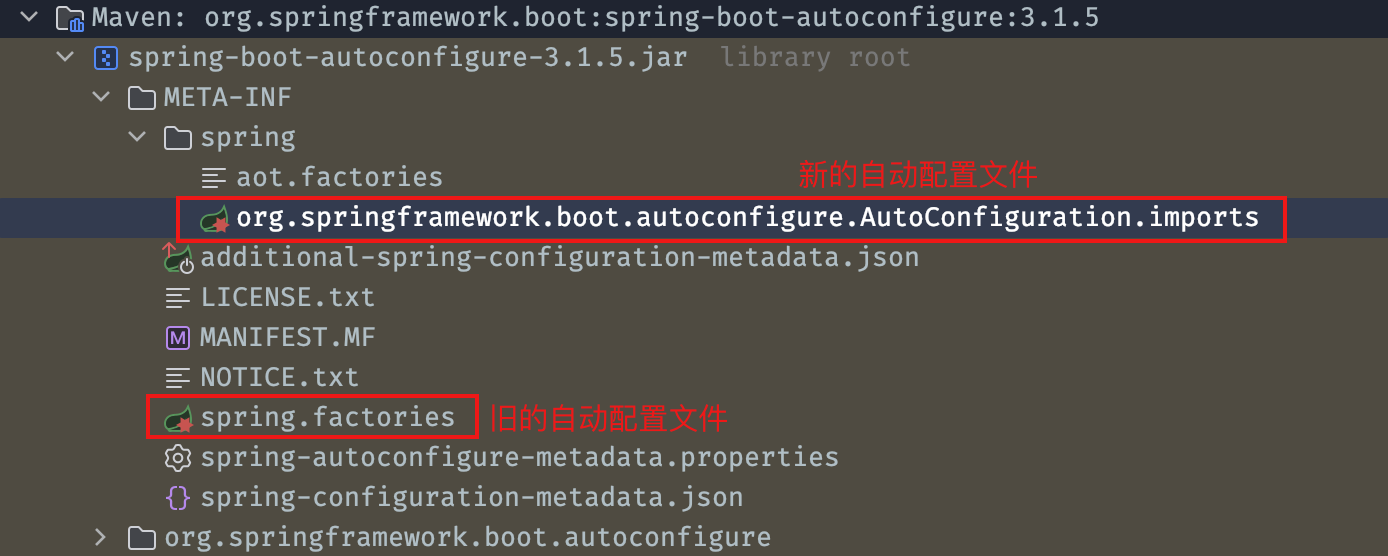 Maven: org.springframework.boot:spring-boot-autoconfigure:3.1.5
spring-boot-autoconfigure-3.1.5.jar library root
META-INF
spring
aot.factories 新的自动配置文件
org.springframework.boot.autoconfigure.AutoConfiguration.imports
additional-spring-configuration-metadata.json
LICENSE.txt
M MANIFEST.MF
NOTICE.txt
spring.factories 旧的自动配置文件
spring-autoconfigure-metadata.properties
{} spring-configuration-metadata.json
org.springframework.boot.autoconfigure